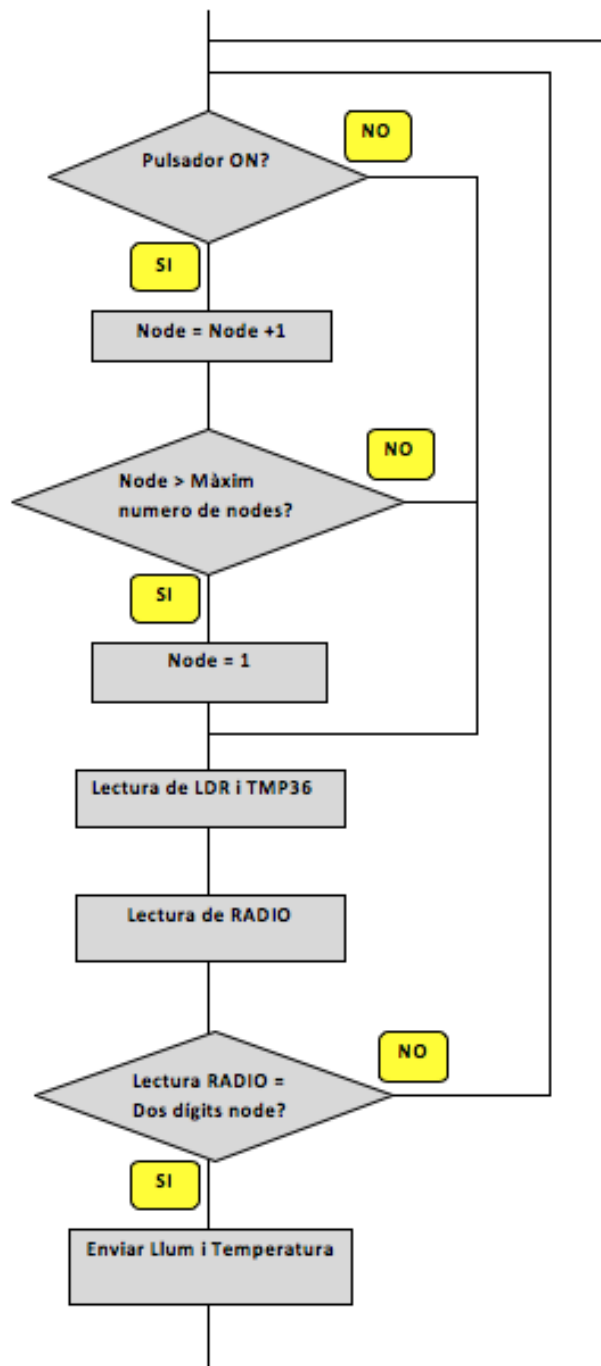 NO
Pulsador ON?
SI
Node = Node +1
NO
Node > Màxim
numero de nodes?
SI
Node = 1
Lectura de LDR i TMP36
Lectura de RADIO
NO
Lectura RADIO =
Dos dígits node?
SI
Enviar Llum i Temperatura